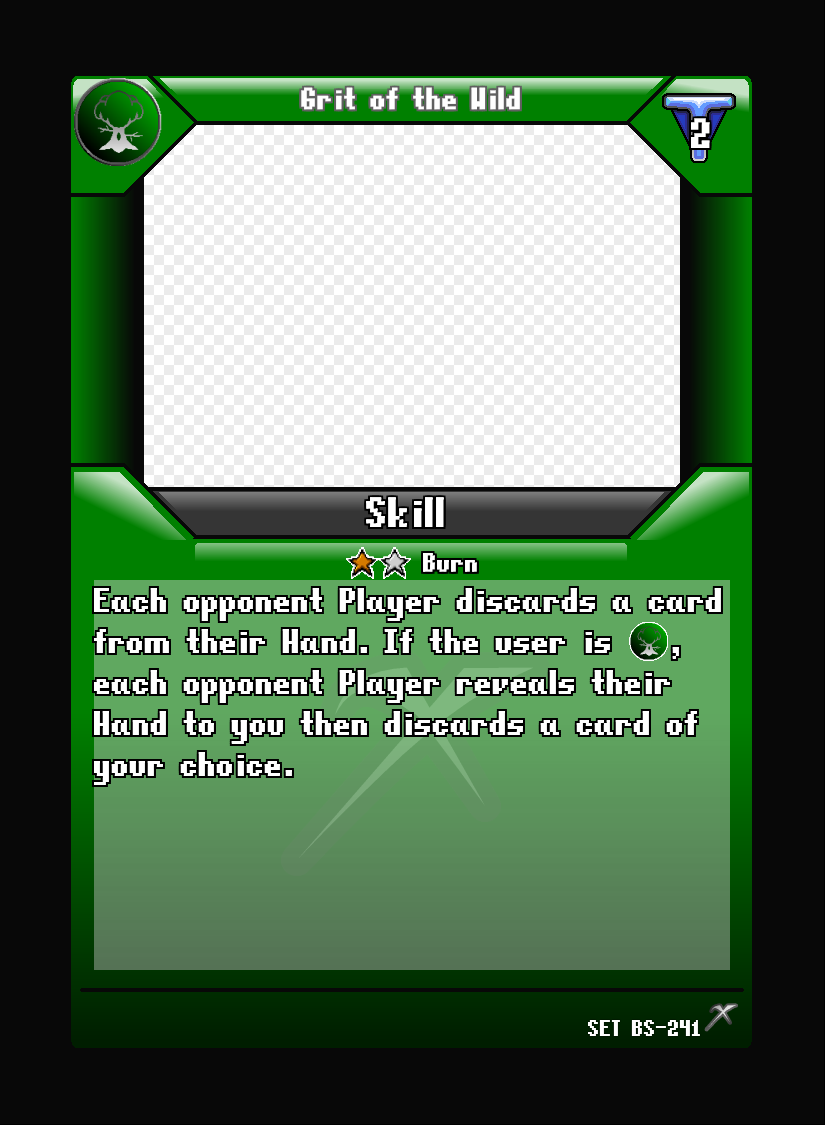 Grit of the Wild
2
Skill
Burn
Each opponent Player discards a card
from their Hand. If the user is ,
each opponent Player reveals their
Hand to you then discards a card of
your choice.
SET BS-241